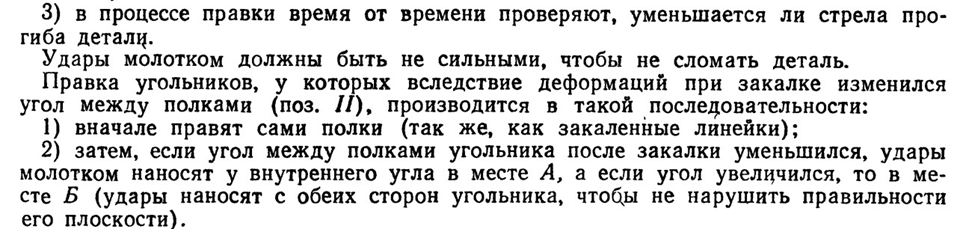 3) в процессе правки время от времени проверяют, уменьшается ли стрела про-
гиба детали.
Удары молотком должны быть не сильными, чтобы не сломать деталь.
Правка угольников, у которых вследствие деформаций при закалке изменился
угол между полками (поз. II), производится в такой последовательности:
1) вначале правят сами полки (так же, как закаленные линейки);
2) затем, если угол между полками угольника после закалки уменьшился, удары
молотком наносят у внутреннего угла в месте А, а если угол увеличился, то в ме-
сте Б (удары наносят с обеих сторон угольника, чтобы не нарушить правильности
его плоскости).